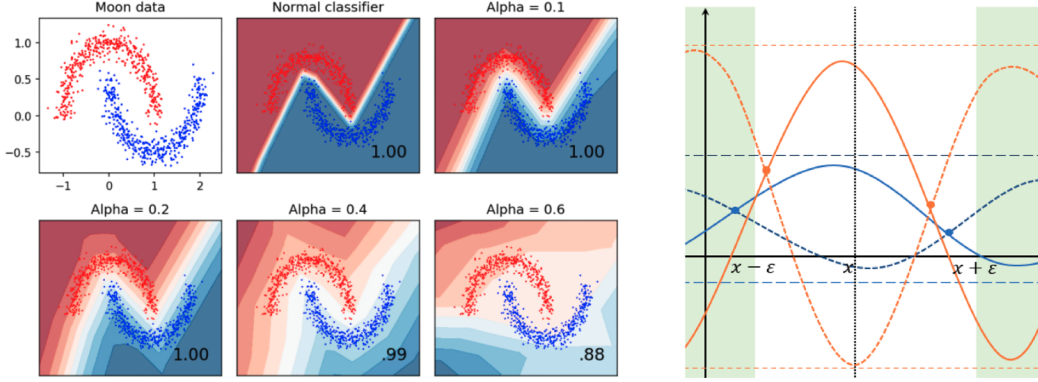 Moon data
Normal classifier
Alpha = 0.1
1.0
0.5
0.0
−0.5
−1
0
1
2
1.00
1.00
Alpha = 0.2
Alpha = 0.4
Alpha = 0.6
1.00
.99
.88
x − ε
x
x + ε